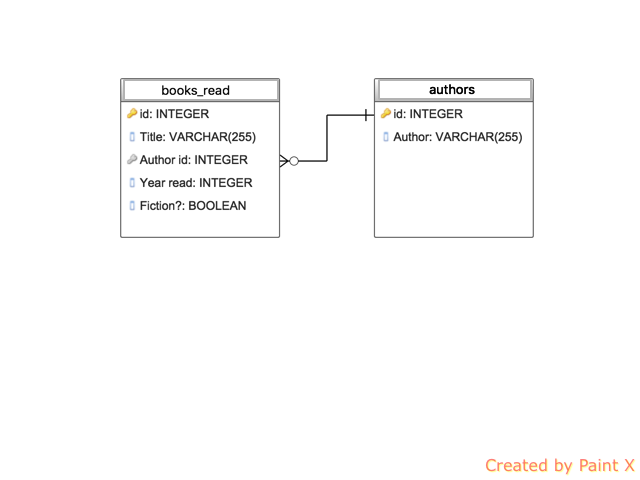 books_read
id: INTEGER
Title: VARCHAR(255)
Author id: INTEGER
Year read: INTEGER
Fiction?: BOOLEAN
authors
id: INTEGER
Author: VARCHAR(255)
Created by Paint X